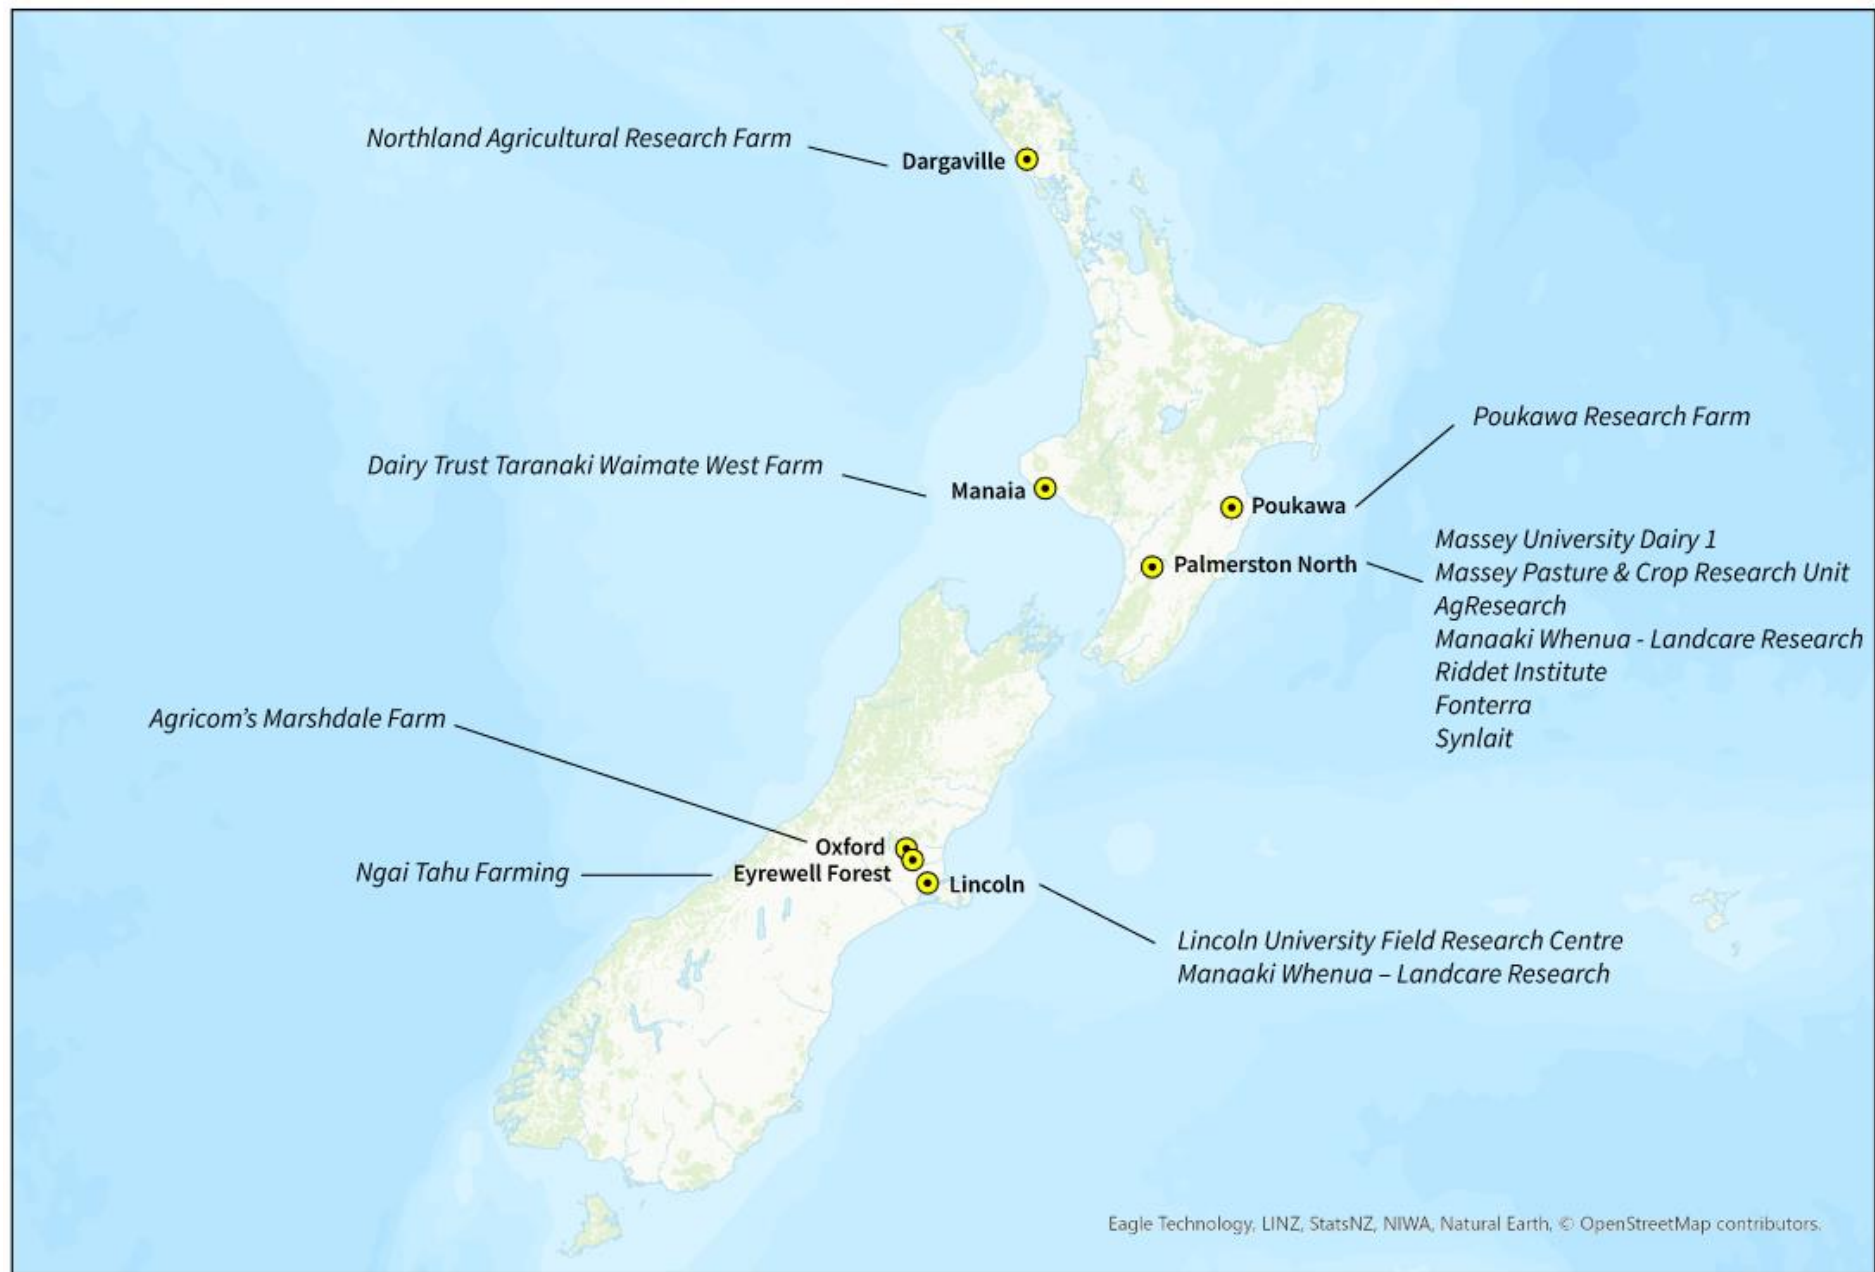 Northland Agricultural Research Farm
Dargaville
Poukawa Research Farm
Dairy Trust Taranaki Waimate West Farm
Manaia
Poukawa
Massey University Dairy 1
Palmerston North
Massey Pasture & Crop Research Unit
AgResearch
Manaaki Whenua - Landcare Research
Riddet Institute
Fonterra
Synlait
Agricom’s Marshdale Farm
Oxford
Ngai Tahu Farming
Eyrewell Forest
Lincoln
Lincoln University Field Research Centre
Manaaki Whenua – Landcare Research
Eagle Technology, LINZ, StatsNZ, NIWA, Natural Earth, © OpenStreetMap contributors.